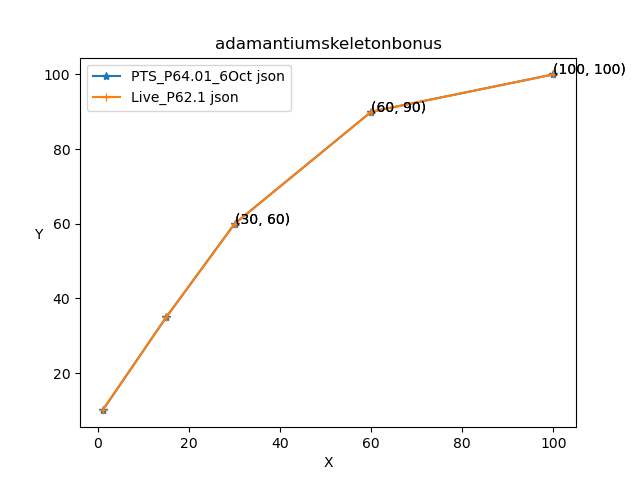 adamantiumskeletonbonus
PTS_P64.01_6Oct json
Live_P62.1 json
(100, 100)
(60, 90)
(30, 60)
100
80
60
40
20
Y
0 20 40 60 80 100
X